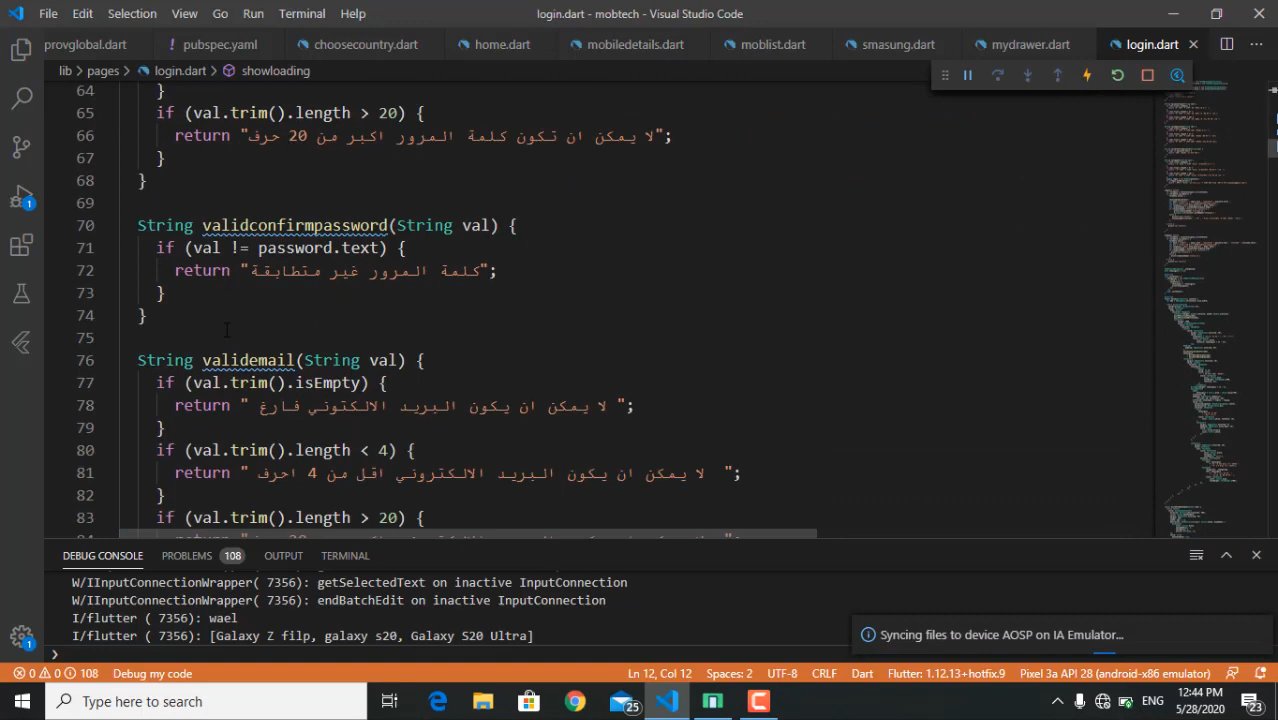 File Edit Selection View Go Run Terminal Help login.dart - mobtech - Visual Studio Code
provglobal.dart pubspec.yaml choosecountry.dart home.dart mobiledetails.dart moblist.dart smasung.dart mydrawer.dart login.dart
lib > pages > login.dart > showloading
64 }
65 if (val.trim().length > 20) {
66 return "لا يمكن ان تكون كلمة المرور اكبر من 20 حرف";
67 }
68 }
69
70 String validconfirmpassword(String val) {
71 if (val != password.text) {
72 return "كلمة المرور غير متطابقة";
73 }
74 }
75
76 String validemail(String val) {
77 if (val.trim().isEmpty) {
78 return " لا يمكن ان يكون البريد الالكتوني فارغ ";
79 }
80 if (val.trim().length < 4) {
81 return " لا يمكن ان يكون البريد الالكتروني اقل من 4 احرف ";
82 }
83 if (val.trim().length > 20) {
DEBUG CONSOLE PROBLEMS 108 OUTPUT TERMINAL
W/IInputConnectionWrapper( 7356): getSelectedText on inactive InputConnection
W/IInputConnectionWrapper( 7356): endBatchEdit on inactive InputConnection
I/flutter ( 7356): wael
I/flutter ( 7356): [Galaxy Z filp, galaxy s20, Galaxy S20 Ultra]
Syncing files to device AOSP on IA Emulator...
0 0 108 Debug my code Ln 12, Col 12 Spaces: 2 UTF-8 CRLF Dart Flutter: 1.12.13+hotfix.9 Pixel 3a API 28 (android-x86 emulator)
Type here to search 25 ENG 12:44 PM 5/28/2020 23